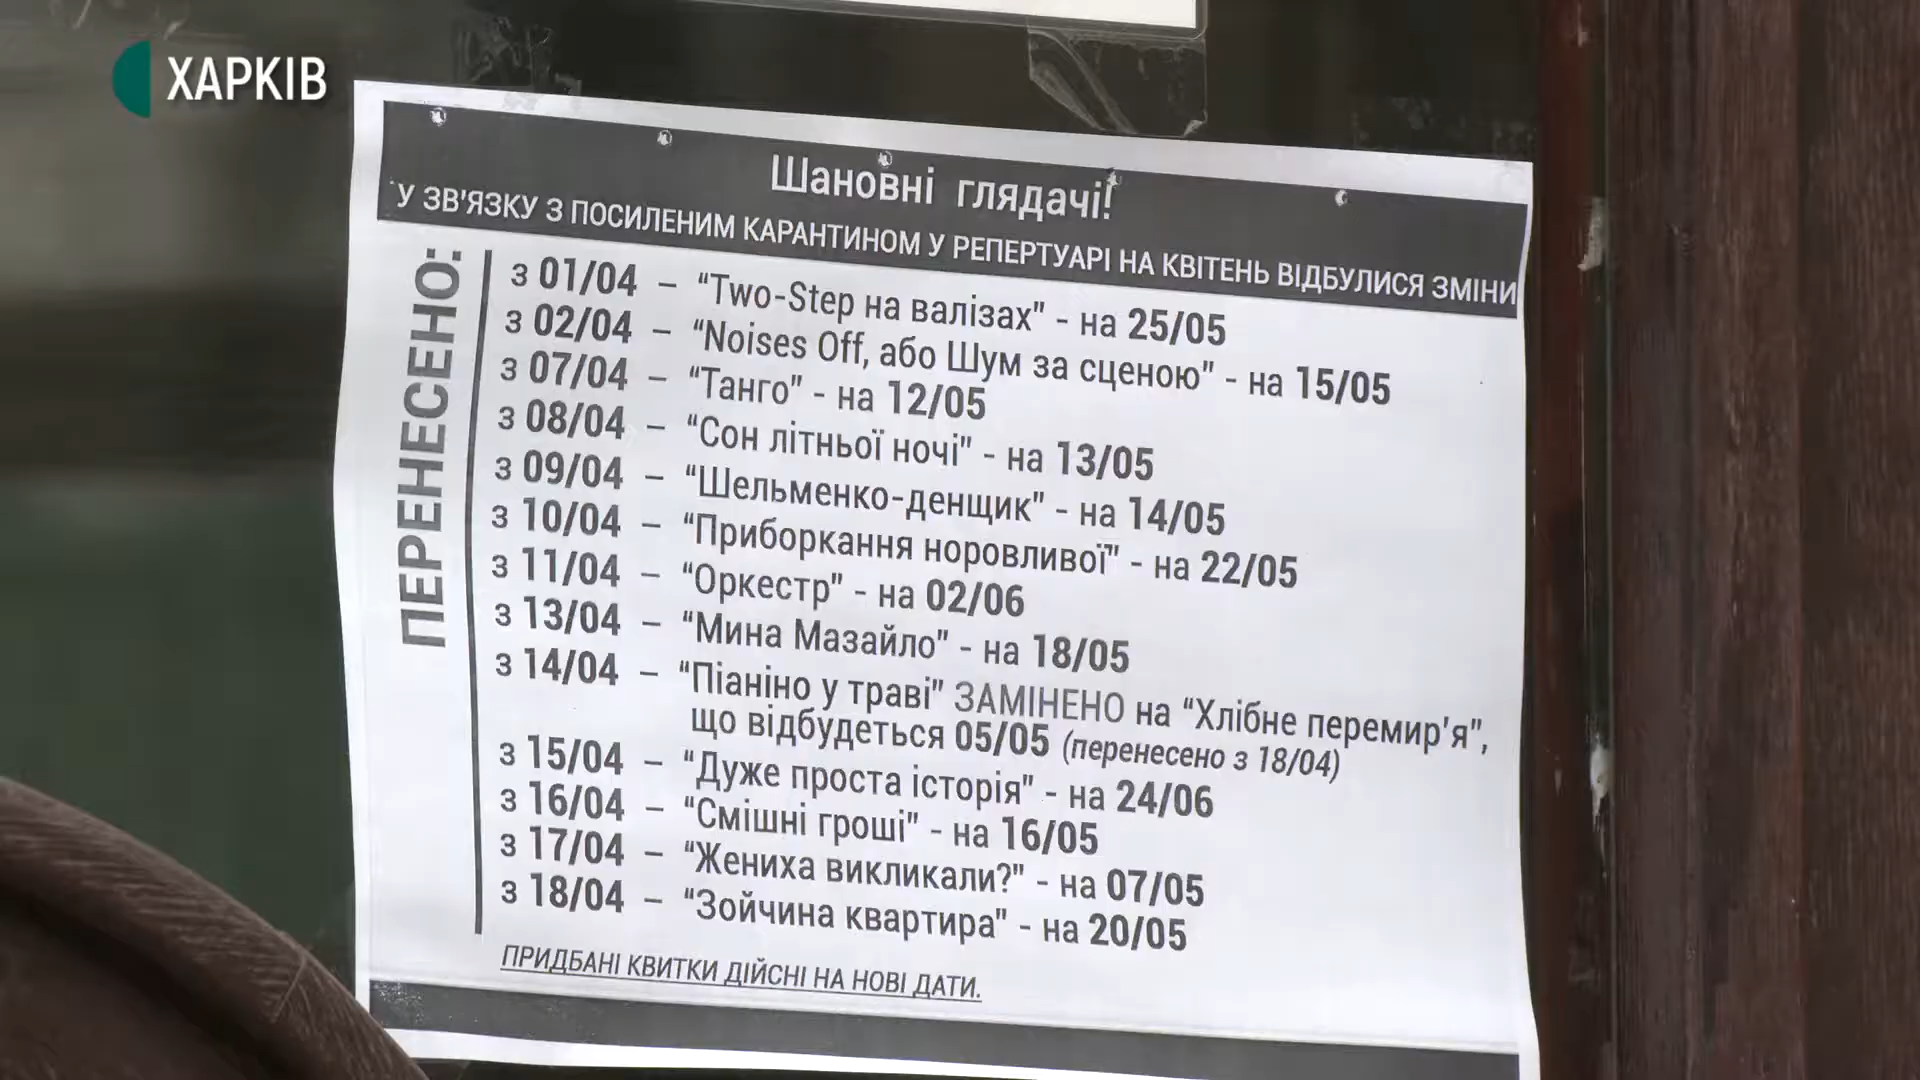 ХАРКІВ
Шановні глядачі!
У ЗВ'ЯЗКУ З ПОСИЛЕНИМ КАРАНТИНОМ У РЕПЕРТУАРІ НА КВІТЕНЬ ВІДБУЛИСЯ ЗМІНИ
ПЕРЕНЕСЕНО:
з 01/04 – “Two-Step на валізах” - на 25/05
з 02/04 – “Noises Off, або Шум за сценою” - на 15/05
з 07/04 – “Танго” - на 12/05
з 08/04 – “Сон літньої ночі” - на 13/05
з 09/04 – “Шельменко-денщик” - на 14/05
з 10/04 – “Приборкання норовливої” - на 22/05
з 11/04 – “Оркестр” - на 02/06
з 13/04 – “Мина Мазайло” - на 18/05
з 14/04 – “Піаніно у траві” ЗАМІНЕНО на “Хлібне перемир'я”,
що відбудеться 05/05 (перенесено з 18/04)
з 15/04 – “Дуже проста історія” - на 24/06
з 16/04 – “Смішні гроші” - на 16/05
з 17/04 – “Жениха викликали?” - на 07/05
з 18/04 – “Зойчина квартира” - на 20/05
ПРИДБАНІ КВИТКИ ДІЙСНІ НА НОВІ ДАТИ.